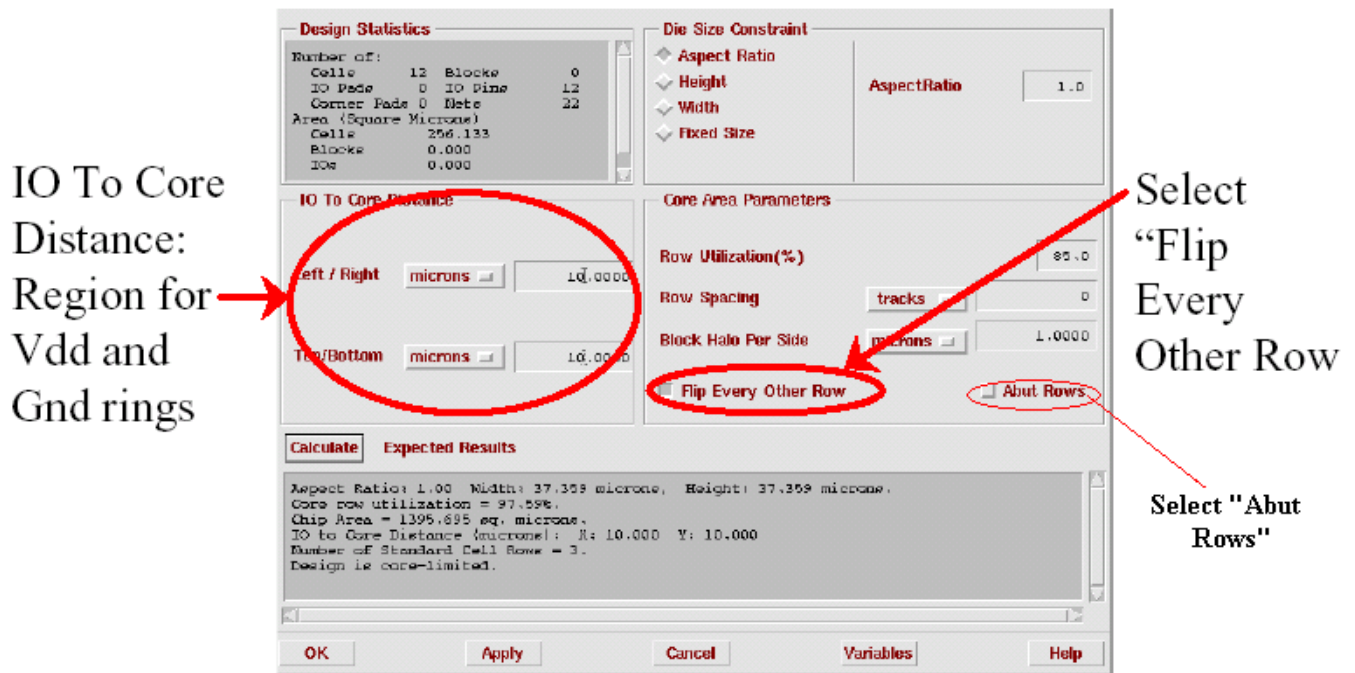 IO To Core
Distance:
Region for
Vdd and
Gnd rings
Design Statistics
Number of:
Cells 12 Blocks 0
IO Pads 0 IO Pins 12
Corner Pads 0 Nets 22
Area (Square Microns)
Cells 256.133
Blocks 0.000
IOs 0.000
Die Size Constraint
Aspect Ratio
Height
Width
Fixed Size
AspectRatio 1.0
IO To Core Distance
Left / Right microns 10.0000
Top/Bottom microns 10.0000
Core Area Parameters
Row Utilization(%) 85.0
Row Spacing tracks 0
Block Halo Per Side microns 1.0000
Flip Every Other Row Abut Rows
Select
“Flip
Every
Other Row
Select "Abut
Rows"
Calculate Expected Results
Aspect Ratio: 1.00 Width: 37.359 microns, Height: 37.359 microns.
Core row utilization = 97.59%.
Chip Area = 1395.695 sq. microns.
IO to Core Distance (microns): X: 10.000 Y: 10.000
Number of Standard Cell Rows = 3.
Design is core-limited.
OK Apply Cancel Variables Help